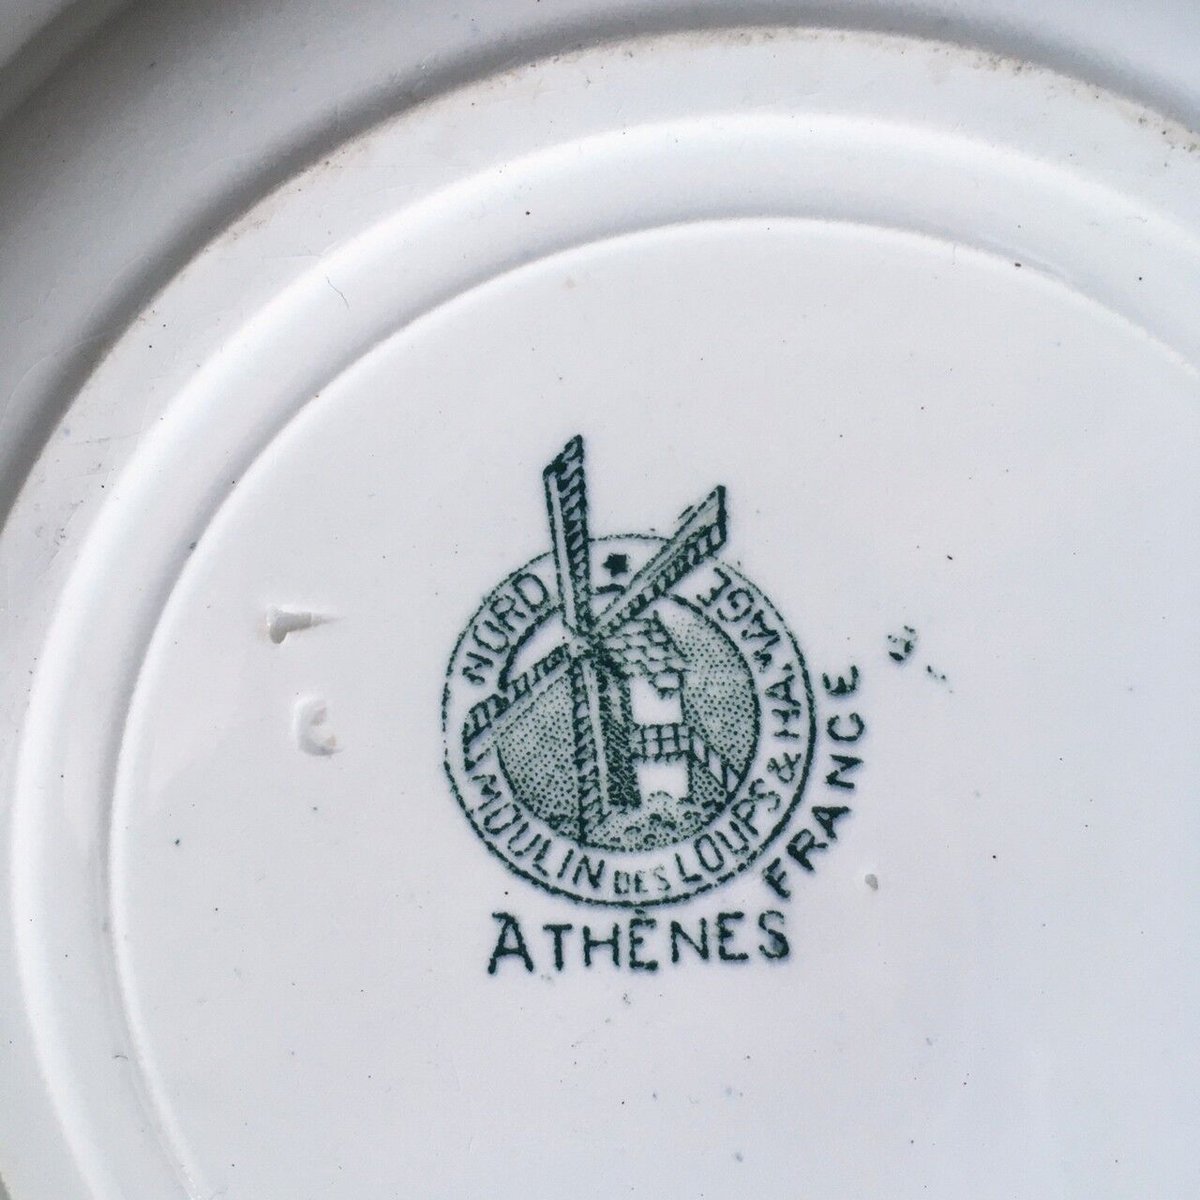 NORD
MOULIN DES LOUPS & HAMAGE
FRANCE
ATHÈNES